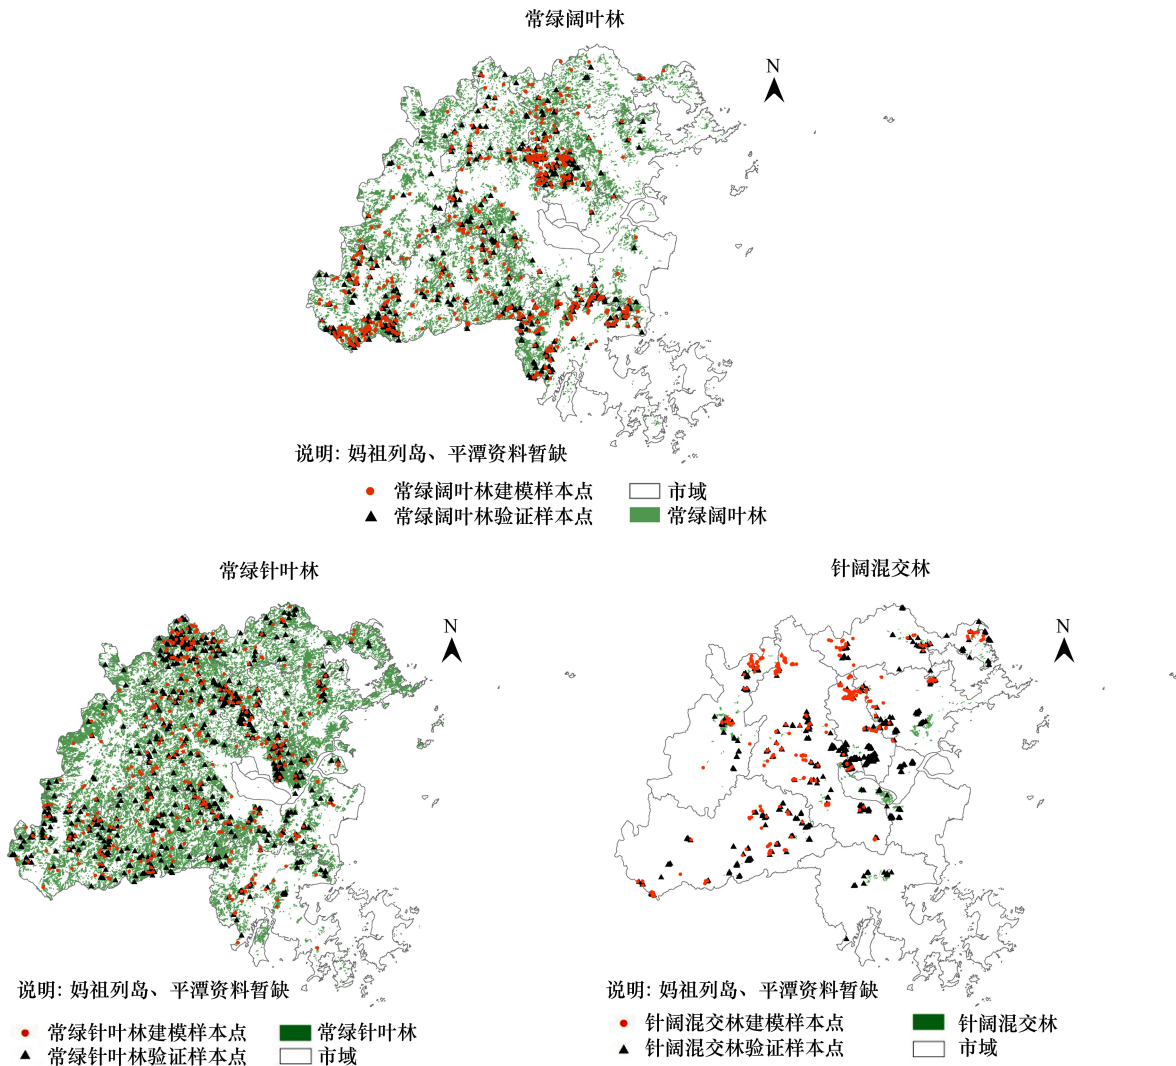 常绿阔叶林
N
说明: 妈祖列岛、平潭资料暂缺
常绿阔叶林建模样本点
市域
常绿阔叶林验证样本点
常绿阔叶林
常绿针叶林
N
说明: 妈祖列岛、平潭资料暂缺
常绿针叶林建模样本点
常绿针叶林
常绿针叶林验证样本点
市域
针阔混交林
N
说明: 妈祖列岛、平潭资料暂缺
针阔混交林建模样本点
针阔混交林
针阔混交林验证样本点
市域